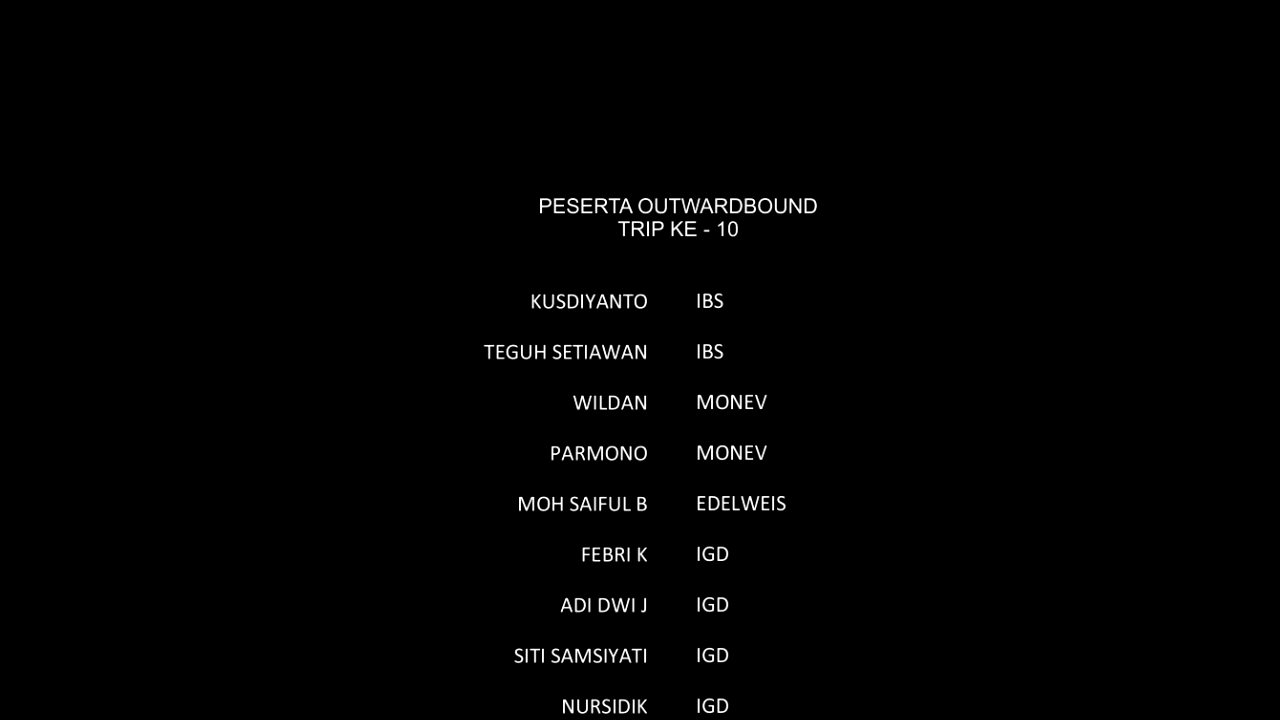 PESERTA OUTWARDBOUND
TRIP KE - 10
KUSDIYANTO IBS
TEGUH SETIAWAN IBS
WILDAN MONEV
PARMONO MONEV
MOH SAIFUL B EDELWEIS
FEBRI K IGD
ADI DWI J IGD
SITI SAMSIYATI IGD
NURSIDIK IGD